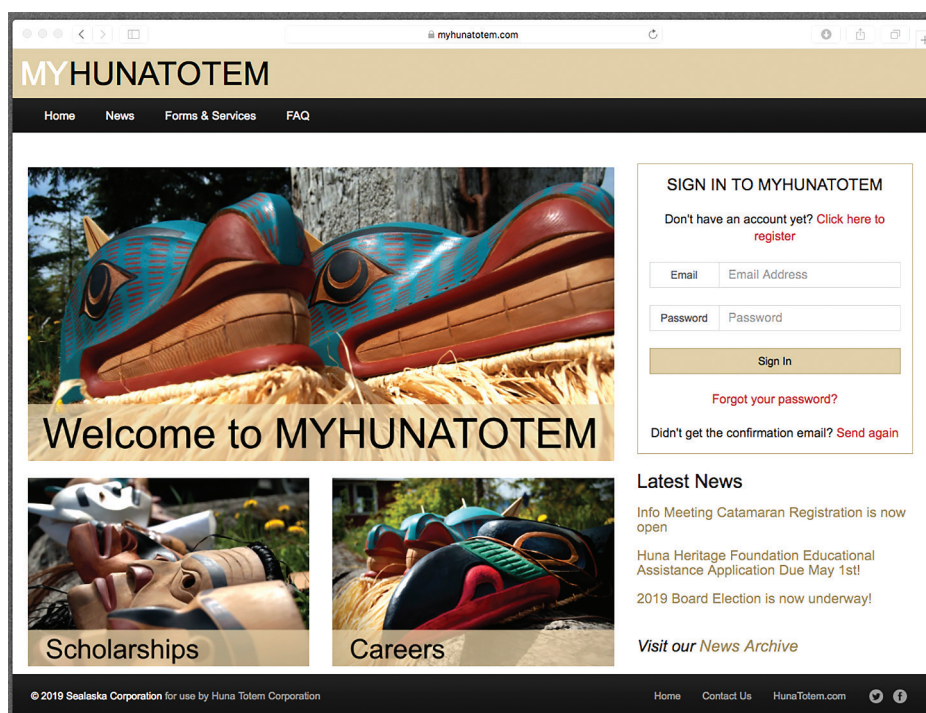 myhunatotem.com
MYHUNATOTEM
Home News Forms & Services FAQ
Welcome to MYHUNATOTEM
Scholarships
Careers
SIGN IN TO MYHUNATOTEM
Don't have an account yet? Click here to
register
Email Email Address
Password Password
Sign In
Forgot your password?
Didn't get the confirmation email? Send again
Latest News
Info Meeting Catamaran Registration is now
open
Huna Heritage Foundation Educational
Assistance Application Due May 1st!
2019 Board Election is now underway!
Visit our News Archive
© 2019 Sealaska Corporation for use by Huna Totem Corporation
Home Contact Us HunaTotem.com